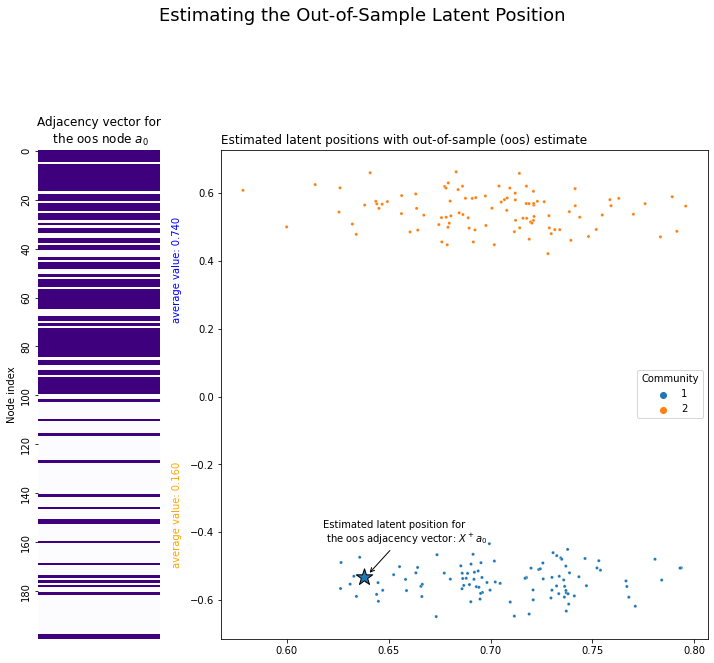 Estimating the Out-of-Sample Latent Position
Adjacency vector for
the oos node a₀
Node index
0
20
40
60
80
100
120
140
160
180
average value: 0.740
average value: 0.160
Estimated latent positions with out-of-sample (oos) estimate
0.6
0.4
0.2
0.0
−0.2
−0.4
−0.6
Community
1
2
Estimated latent position for
the oos adjacency vector: X⁺a₀
0.60
0.65
0.70
0.75
0.80